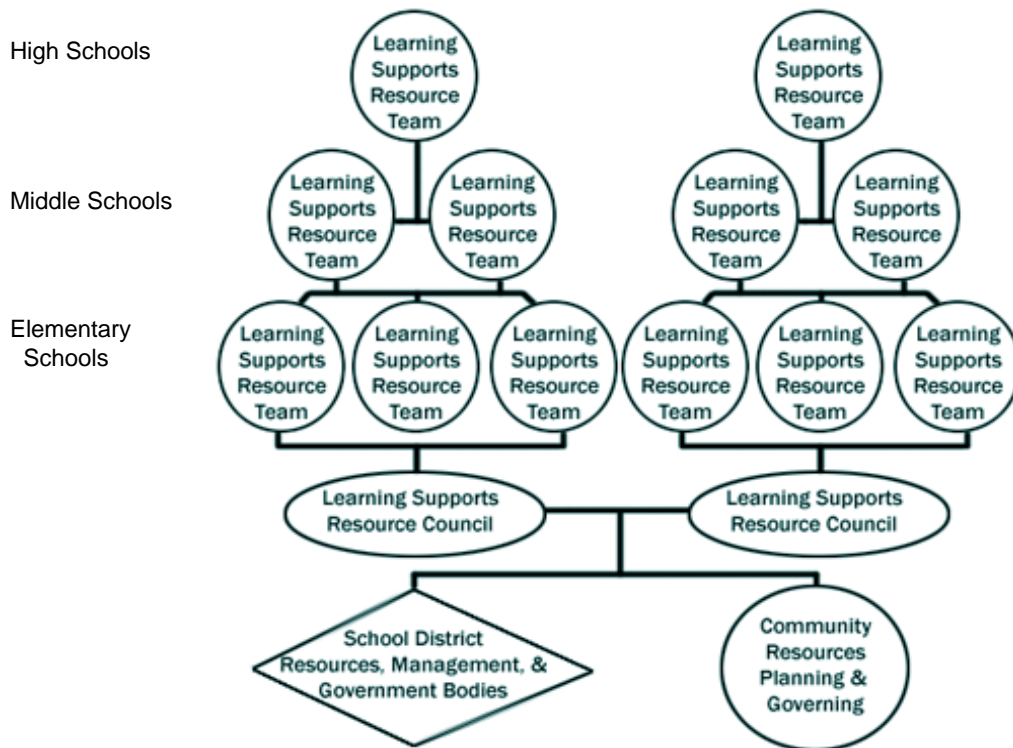 High Schools
Learning
Supports
Resource
Team
Learning
Supports
Resource
Team
Middle Schools
Learning
Supports
Resource
Team
Learning
Supports
Resource
Team
Learning
Supports
Resource
Team
Learning
Supports
Resource
Team
Elementary
Schools
Learning
Supports
Resource
Team
Learning
Supports
Resource
Team
Learning
Supports
Resource
Team
Learning
Supports
Resource
Team
Learning
Supports
Resource
Team
Learning
Supports
Resource
Team
Learning Supports
Resource Council
Learning Supports
Resource Council
School District
Resources, Management, &
Government Bodies
Community
Resources
Planning &
Governing